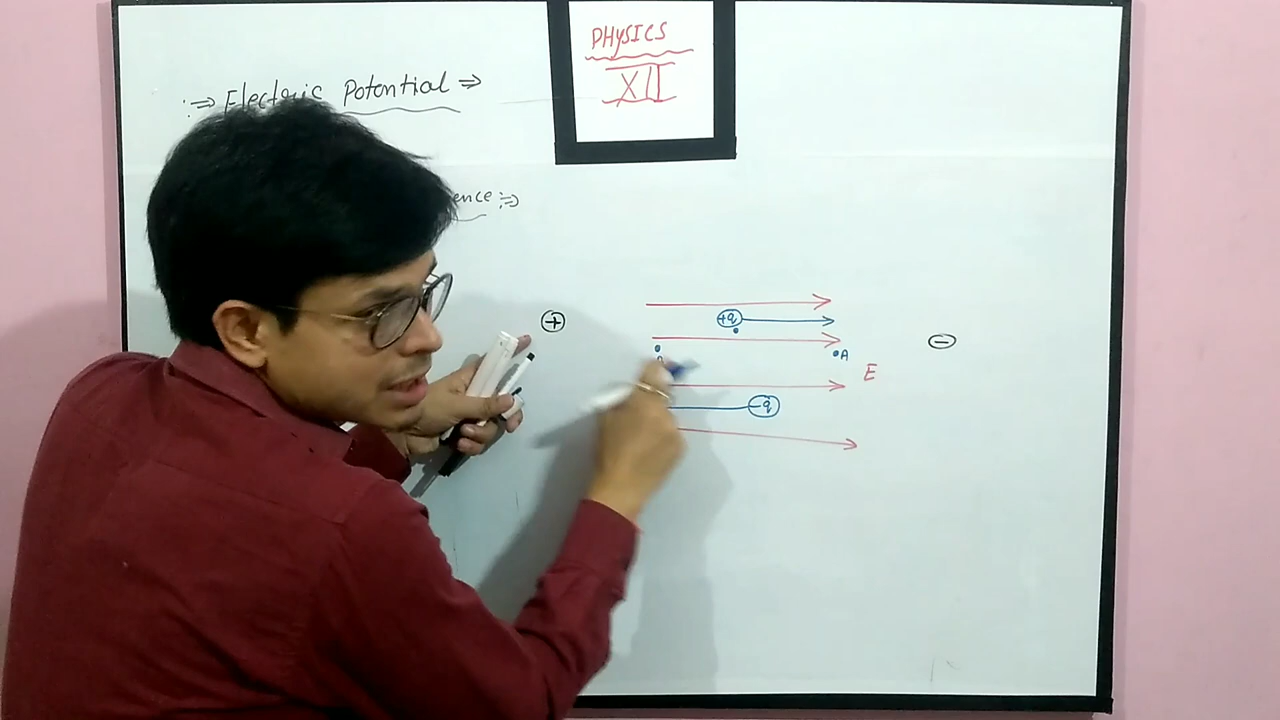 PHYSICS
XII
:⇒ Electric Potential ⇒
ence :⇒
+
+q
A
−
E
−q